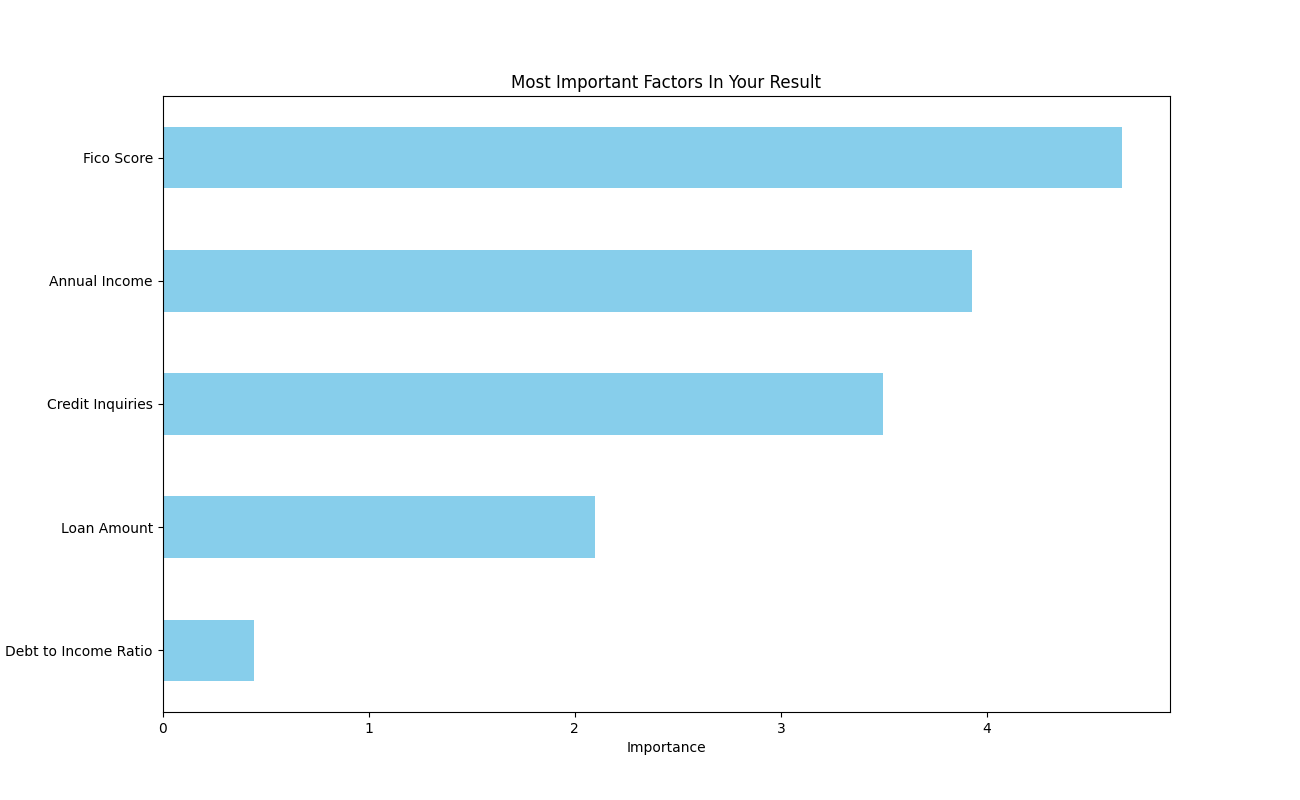 Most Important Factors In Your Result
Fico Score
Annual Income
Credit Inquiries
Loan Amount
Debt to Income Ratio
0 1 2 3 4
Importance